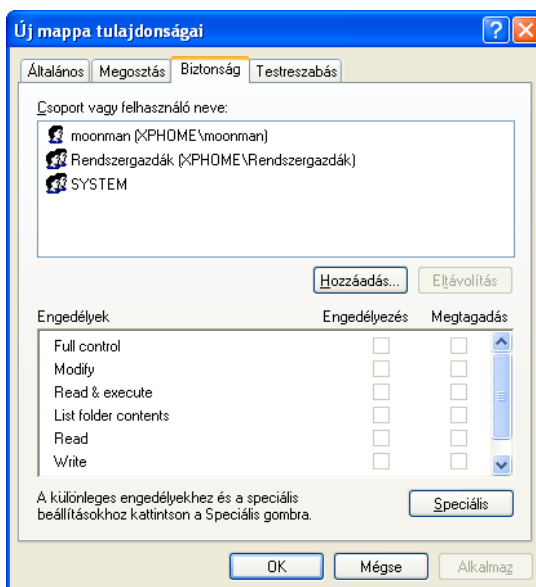 Új mappa tulajdonságai
Általános Megosztás Biztonság Testreszabás
Csoport vagy felhasználó neve:
moonman (XPHOME\moonman)
Rendszergazdák (XPHOME\Rendszergazdák)
SYSTEM
Hozzáadás... Eltávolítás
Engedélyek Engedélyezés Megtagadás
Full control
Modify
Read & execute
List folder contents
Read
Write
A különleges engedélyekhez és a speciális
beállításokhoz kattintson a Speciális gombra.
Speciális
OK Mégse Alkalmaz